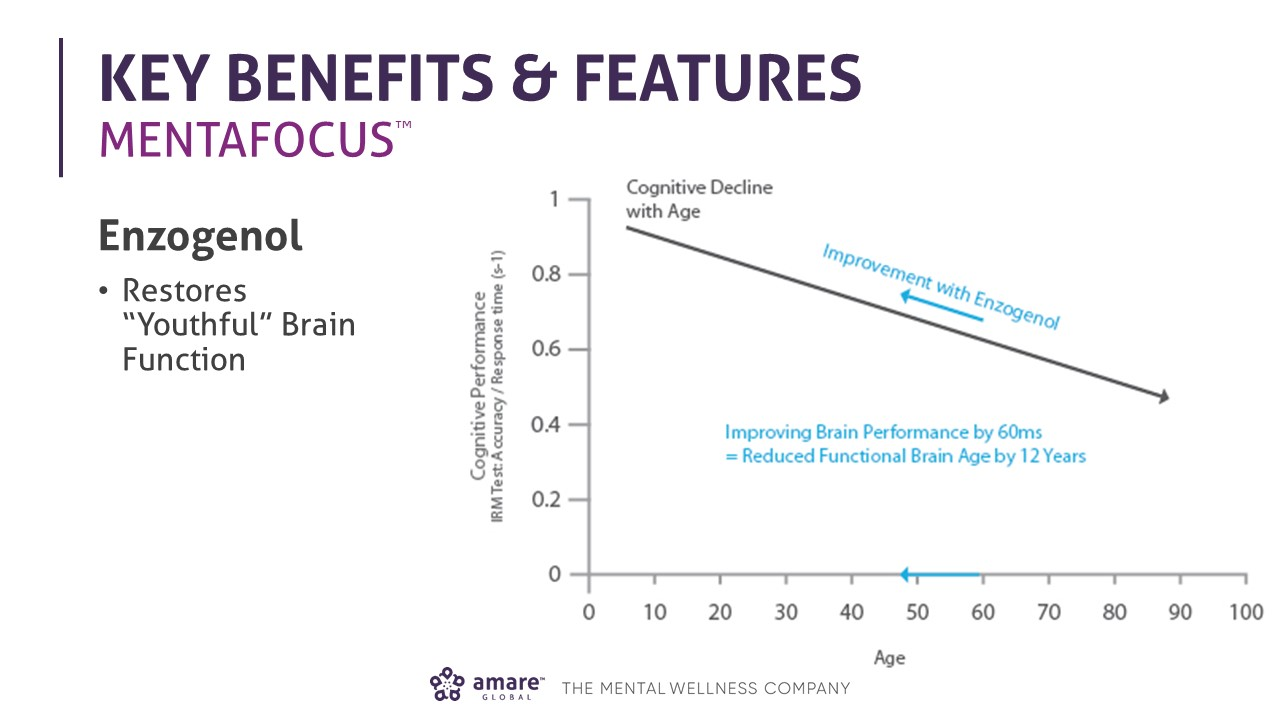 KEY BENEFITS & FEATURES
MENTAFOCUS™
Enzogenol
• Restores
“Youthful” Brain
Function
Cognitive Decline
with Age
Improvement with Enzogenol
Improving Brain Performance by 60ms
= Reduced Functional Brain Age by 12 Years
Cognitive Performance
IRM Test: Accuracy / Response time (s-1)
1
0.8
0.6
0.4
0.2
0
0 10 20 30 40 50 60 70 80 90 100
Age
amare™
GLOBAL
THE MENTAL WELLNESS COMPANY